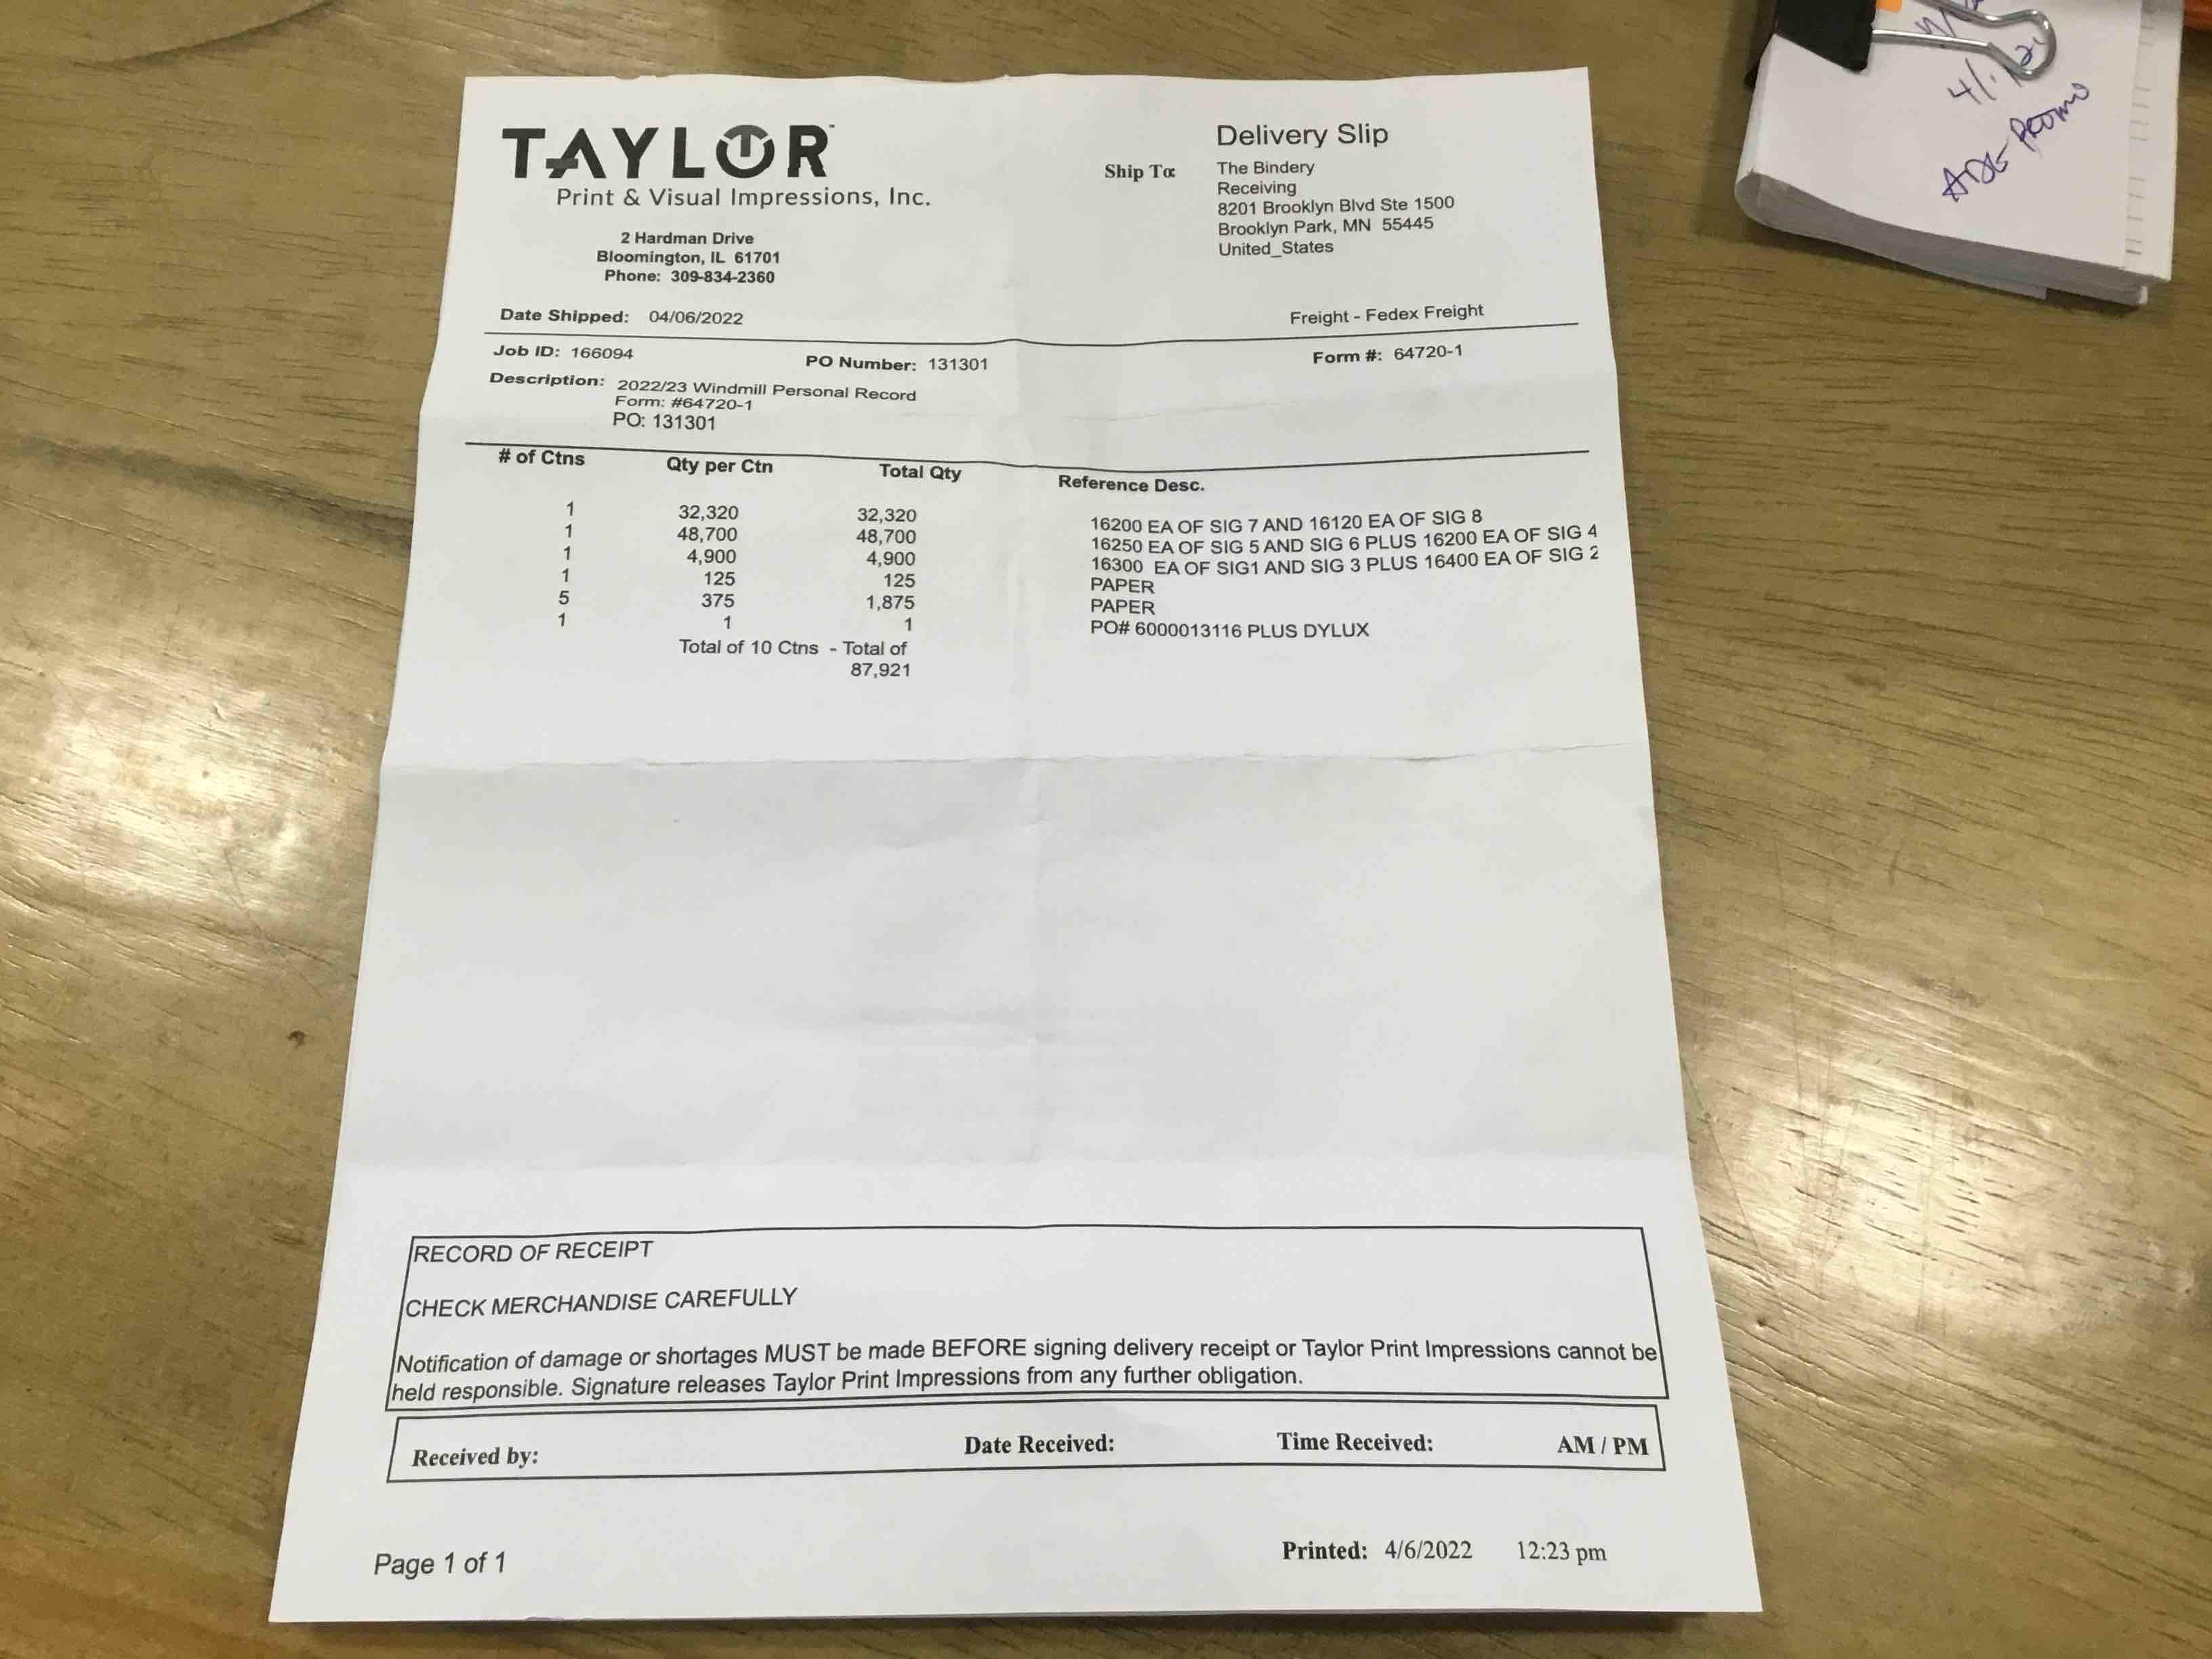 TAYLOR™
Print & Visual Impressions, Inc.
2 Hardman Drive
Bloomington, IL 61701
Phone: 309-834-2360
Delivery Slip
Ship To: The Bindery
Receiving
8201 Brooklyn Blvd Ste 1500
Brooklyn Park, MN 55445
United_States
Date Shipped: 04/06/2022 Freight - Fedex Freight
Job ID: 166094 PO Number: 131301 Form #: 64720-1
Description: 2022/23 Windmill Personal Record
Form: #64720-1
PO: 131301
# of Ctns Qty per Ctn Total Qty Reference Desc.
1 32,320 32,320 16200 EA OF SIG 7 AND 16120 EA OF SIG 8
1 48,700 48,700 16250 EA OF SIG 5 AND SIG 6 PLUS 16200 EA OF SIG 4
1 4,900 4,900 16300 EA OF SIG1 AND SIG 3 PLUS 16400 EA OF SIG 2
1 125 125 PAPER
5 375 1,875 PAPER
1 1 1 PO# 6000013116 PLUS DYLUX
Total of 10 Ctns - Total of
87,921
RECORD OF RECEIPT
CHECK MERCHANDISE CAREFULLY
Notification of damage or shortages MUST be made BEFORE signing delivery receipt or Taylor Print Impressions cannot be
held responsible. Signature releases Taylor Print Impressions from any further obligation.
Received by: Date Received: Time Received: AM / PM
Page 1 of 1
Printed: 4/6/2022 12:23 pm